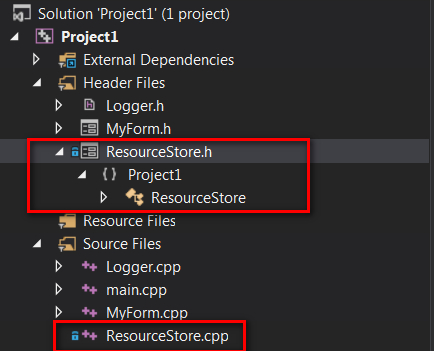 Solution 'Project1' (1 project)
Project1
External Dependencies
Header Files
Logger.h
MyForm.h
ResourceStore.h
{ } Project1
ResourceStore
Resource Files
Source Files
++ Logger.cpp
++ main.cpp
++ MyForm.cpp
++ ResourceStore.cpp